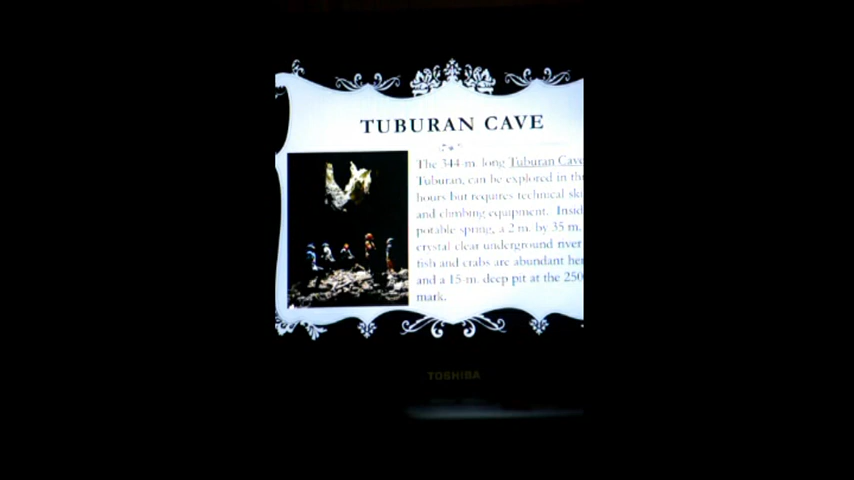 TUBURAN CAVE
The 344-m. long Tuburan Cave
Tuburan, can be explored in
hours but requires technical
and climbing equipment. Insid
potable spring, a 2 m. by 35 m.
crystal clear underground river
fish and crabs are abundant
and a 15-m. deep pit at the 250
mark.
TOSHIBA